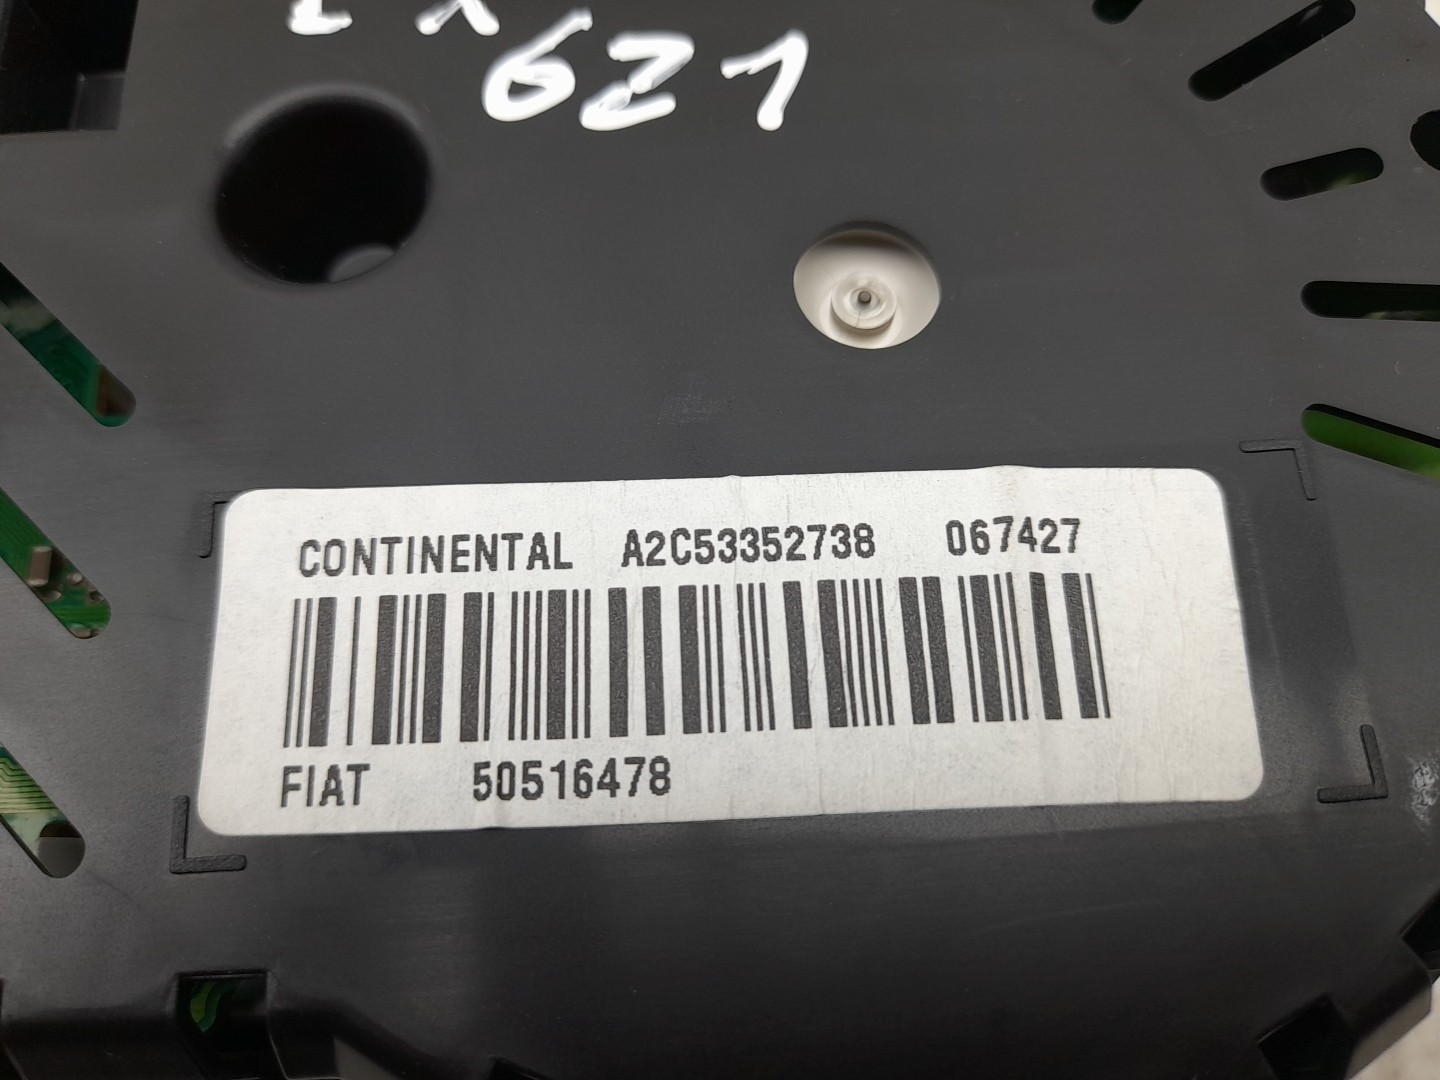 621
CONTINENTAL A2C53352738 067427
FIAT 50516478